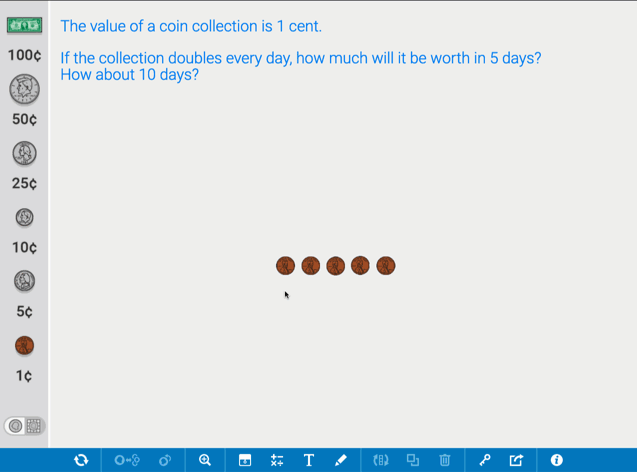 The value of a coin collection is 1 cent.
If the collection doubles every day, how much will it be worth in 5 days?
How about 10 days?
100¢
50¢
25¢
10¢
5¢
1¢